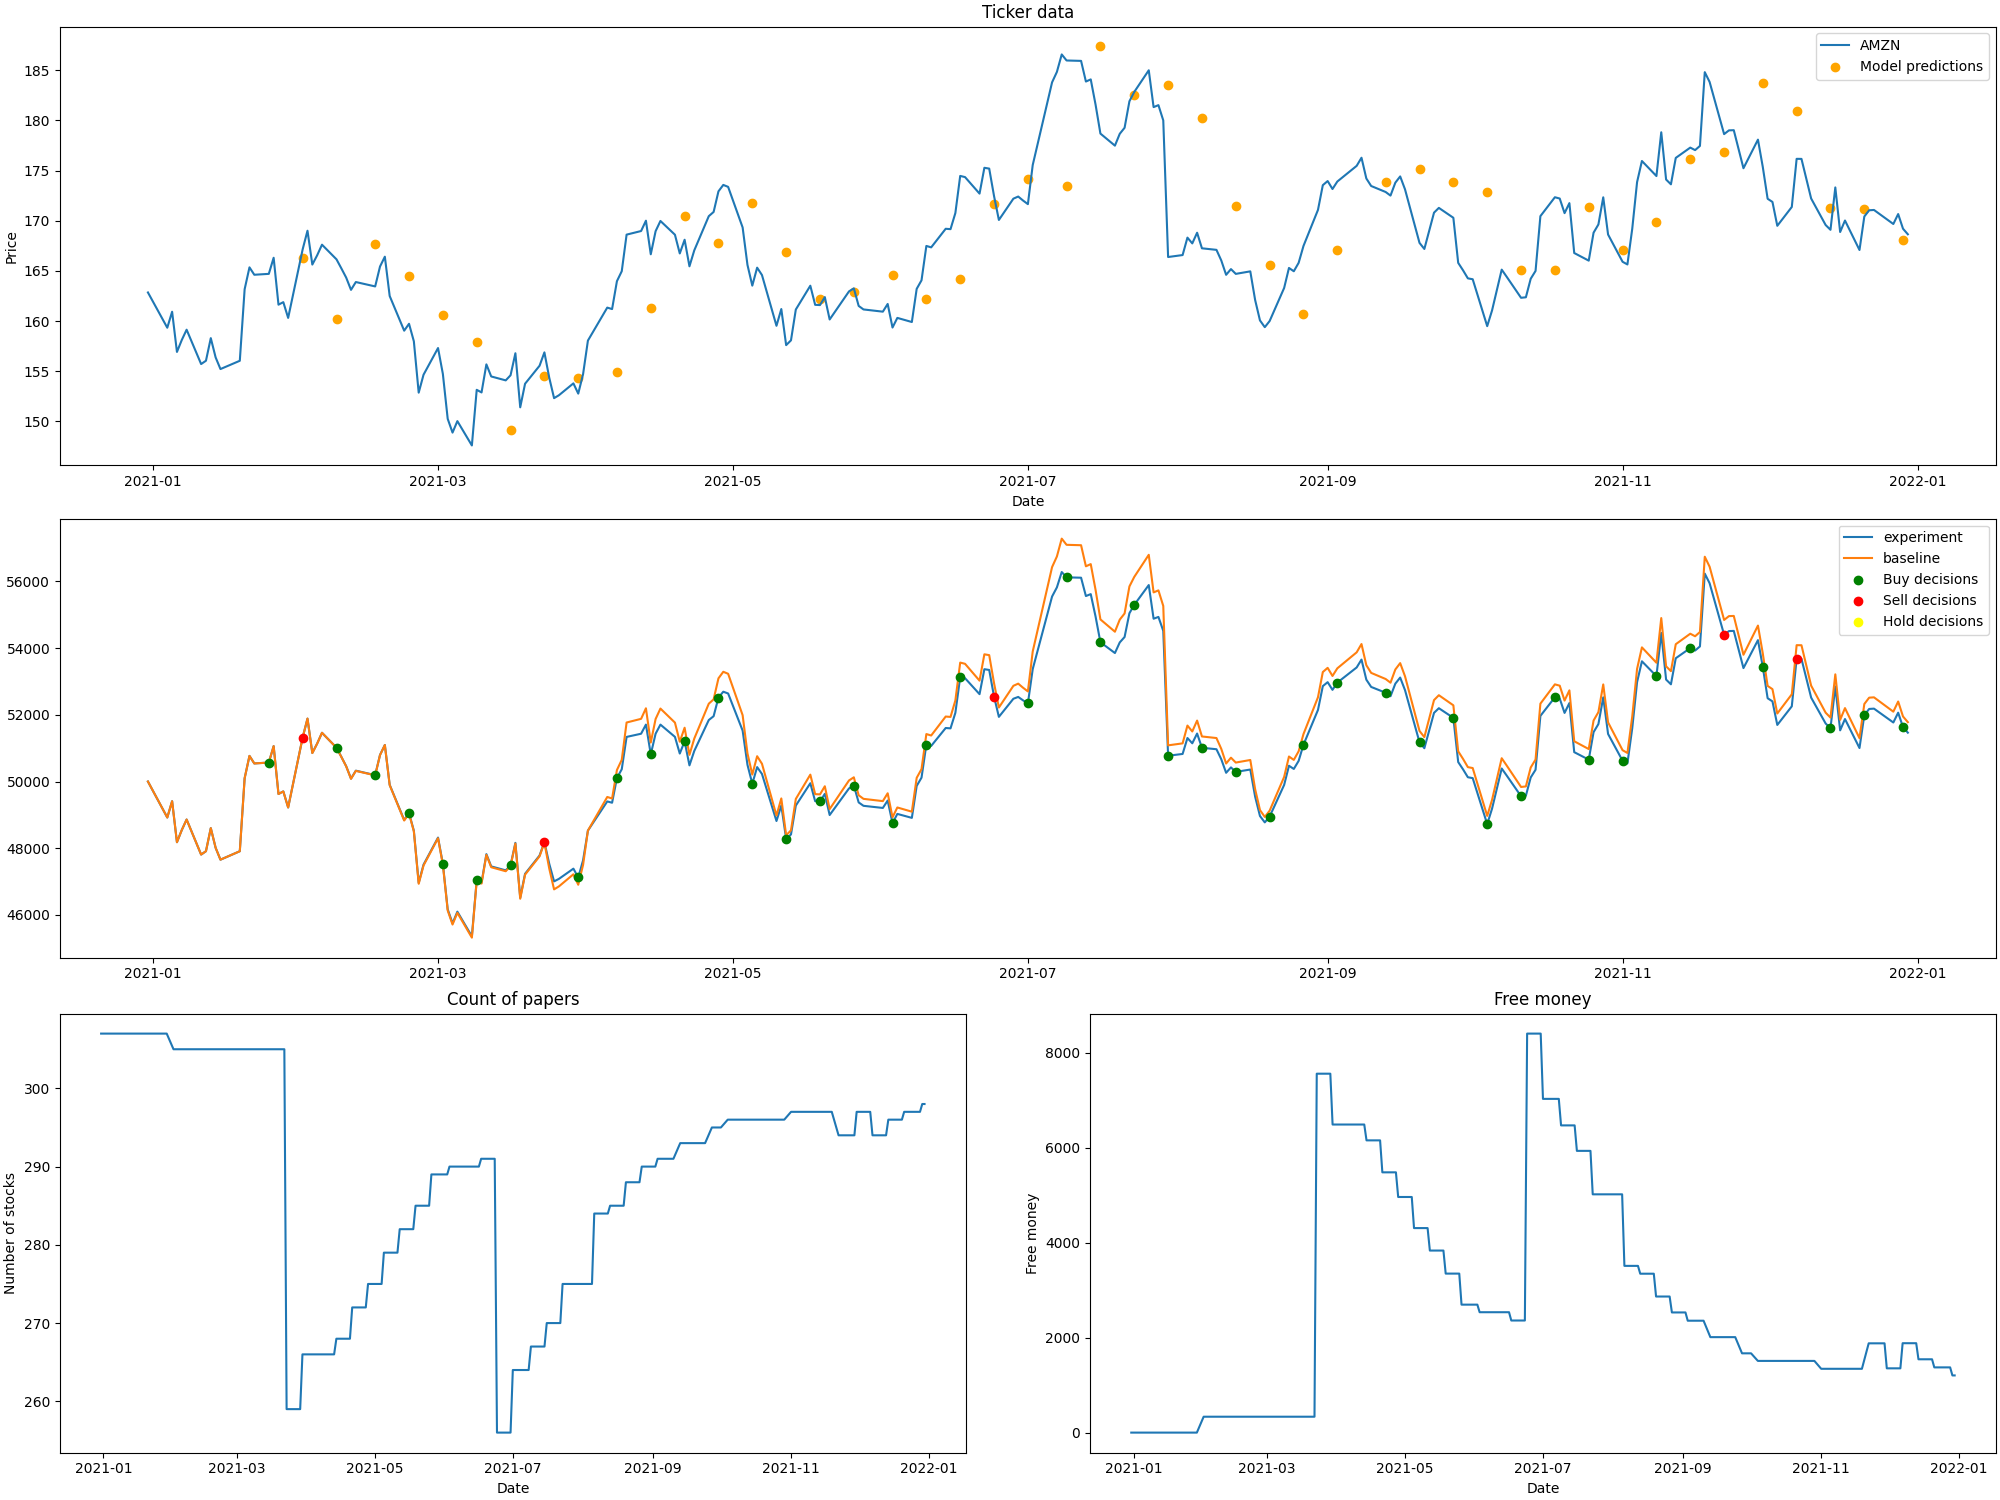 Ticker data
AMZN
Model predictions
Price
185
180
175
170
165
160
155
150
2021-01 2021-03 2021-05 2021-07 2021-09 2021-11 2022-01
Date
experiment
baseline
Buy decisions
Sell decisions
Hold decisions
56000
54000
52000
50000
48000
46000
2021-01 2021-03 2021-05 2021-07 2021-09 2021-11 2022-01
Count of papers
Number of stocks
300
290
280
270
260
2021-01 2021-03 2021-05 2021-07 2021-09 2021-11 2022-01
Date
Free money
Free money
8000
6000
4000
2000
0
2021-01 2021-03 2021-05 2021-07 2021-09 2021-11 2022-01
Date